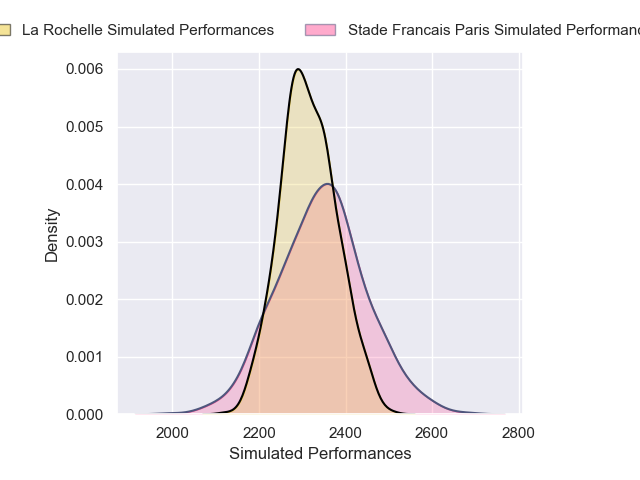 La Rochelle Simulated Performances Stade Francais Paris Simulated
0.006
0.005
0.004
0.003
0.002
0.001
0.000
Density
2000 2200 2400 2600 2800
Simulated Performances